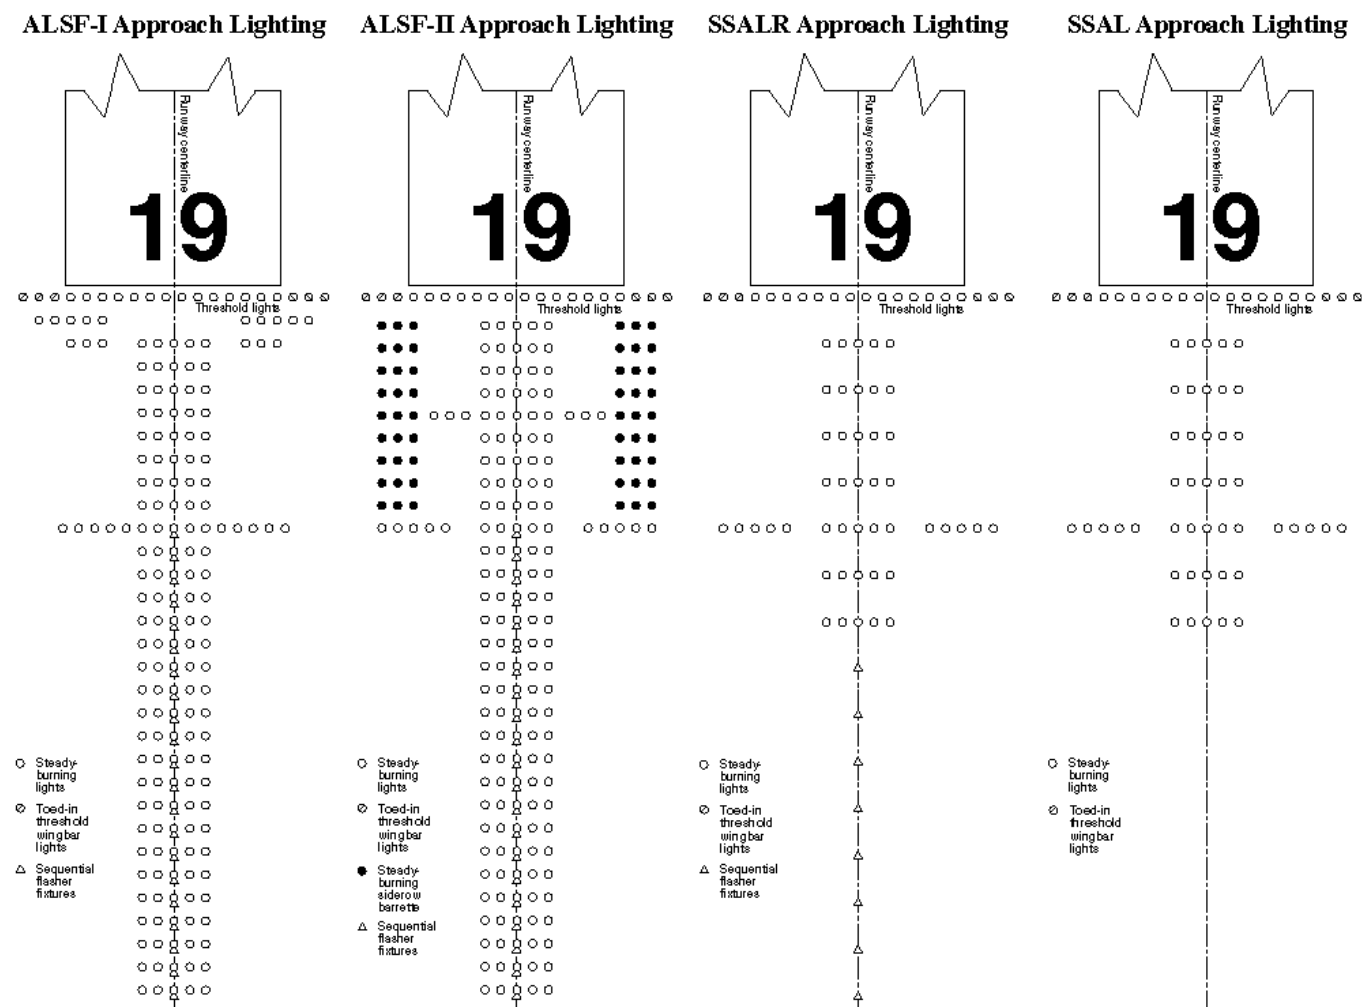 ALSF-I Approach Lighting
Runway centerline
19
Threshold lights
Steady-
burning
lights
Toed-in
threshold
wingbar
lights
Sequential
flasher
fixtures
ALSF-II Approach Lighting
Runway centerline
19
Threshold lights
Steady-
burning
lights
Toed-in
threshold
wingbar
lights
Steady-
burning
siderow
barrette
Sequential
flasher
fixtures
SSALR Approach Lighting
Runway centerline
19
Threshold lights
Steady-
burning
lights
Toed-in
threshold
wingbar
lights
Sequential
flasher
fixtures
SSAL Approach Lighting
Runway centerline
19
Threshold lights
Steady-
burning
lights
Toed-in
threshold
wingbar
lights